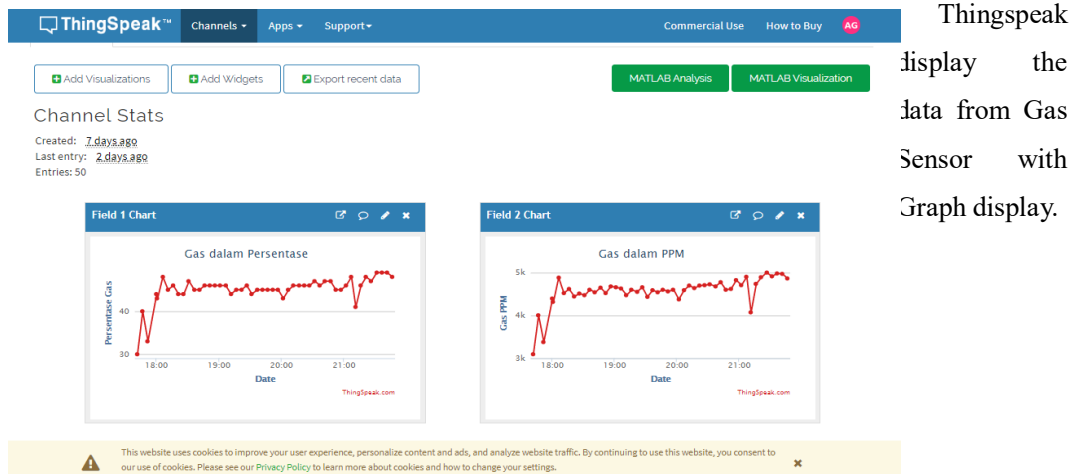 ThingSpeak™ Channels Apps Support Commercial Use How to Buy AG
Add Visualizations Add Widgets Export recent data MATLAB Analysis MATLAB Visualization
Channel Stats
Created: 7 days ago
Last entry: 2 days ago
Entries: 50
Field 1 Chart
Gas dalam Persentase
Persentase Gas
40
30
18:00 19:00 20:00 21:00
Date
ThingSpeak.com
Field 2 Chart
Gas dalam PPM
Gas PPM
5k
4k
3k
18:00 19:00 20:00 21:00
Date
ThingSpeak.com
This website uses cookies to improve your user experience, personalize content and ads, and analyze website traffic. By continuing to use this website, you consent to
our use of cookies. Please see our Privacy Policy to learn more about cookies and how to change your settings.
Thingspeak
display the
data from Gas
Sensor with
Graph display.